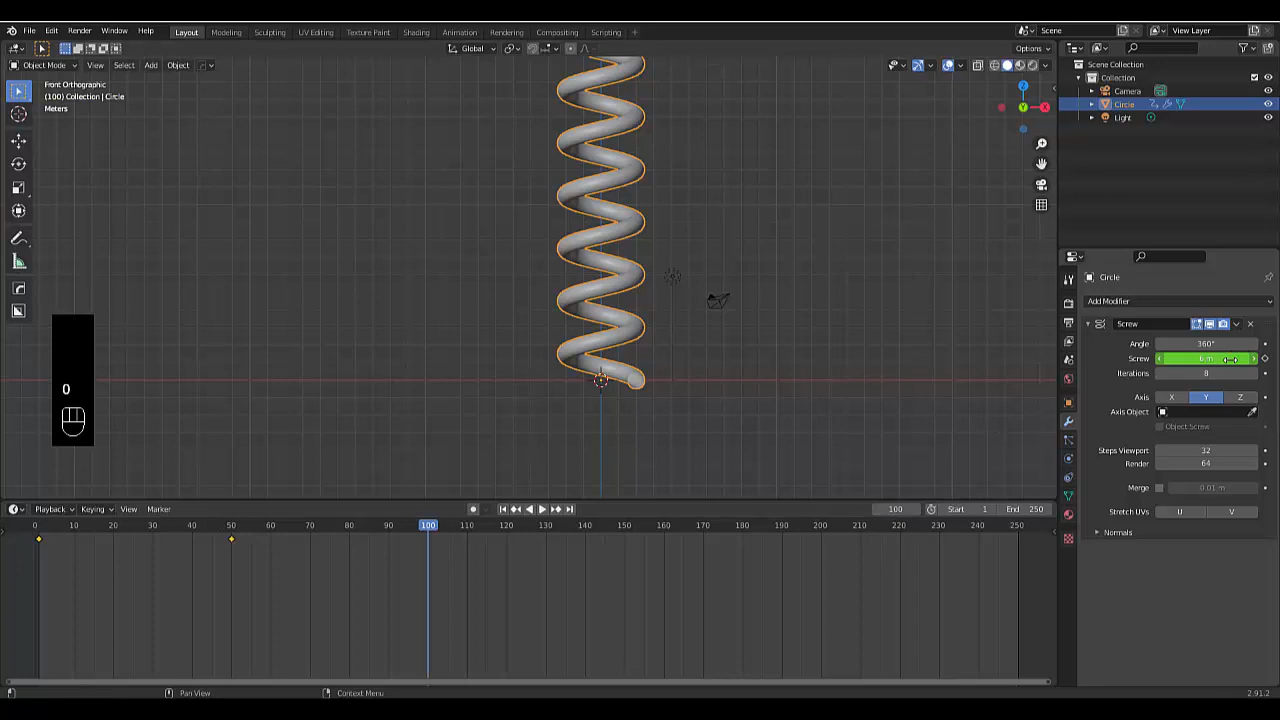 File Edit Render Window Help Layout Modeling Sculpting UV Editing Texture Paint Shading Animation Rendering Compositing Scripting + Scene View Layer
Global Options
Object Mode View Select Add Object
Front Orthographic
(100) Collection | Circle
Meters
Z
Y X
Scene Collection
Collection
Camera
Circle
Light
Circle
Add Modifier
Screw
Angle 360°
Screw 6 m
Iterations 8
Axis X Y Z
Axis Object
Object Screw
Steps Viewport 32
Render 64
Merge 0.01 m
Stretch UVs U V
Normals
0
Playback Keying View Marker 100 Start 1 End 250
0 10 20 30 40 50 60 70 80 90 100 110 120 130 140 150 160 170 180 190 200 210 220 230 240 250
Pan View Context Menu 2.91.2